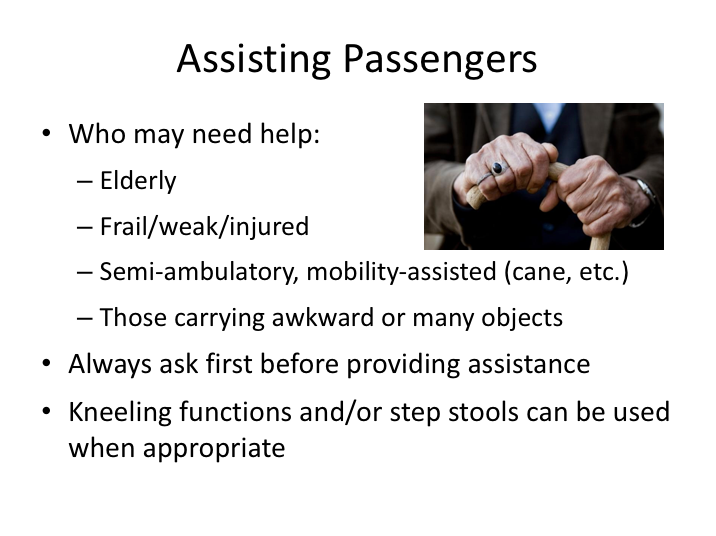 Assisting Passengers
• Who may need help:
– Elderly
– Frail/weak/injured
– Semi-ambulatory, mobility-assisted (cane, etc.)
– Those carrying awkward or many objects
• Always ask first before providing assistance
• Kneeling functions and/or step stools can be used
when appropriate